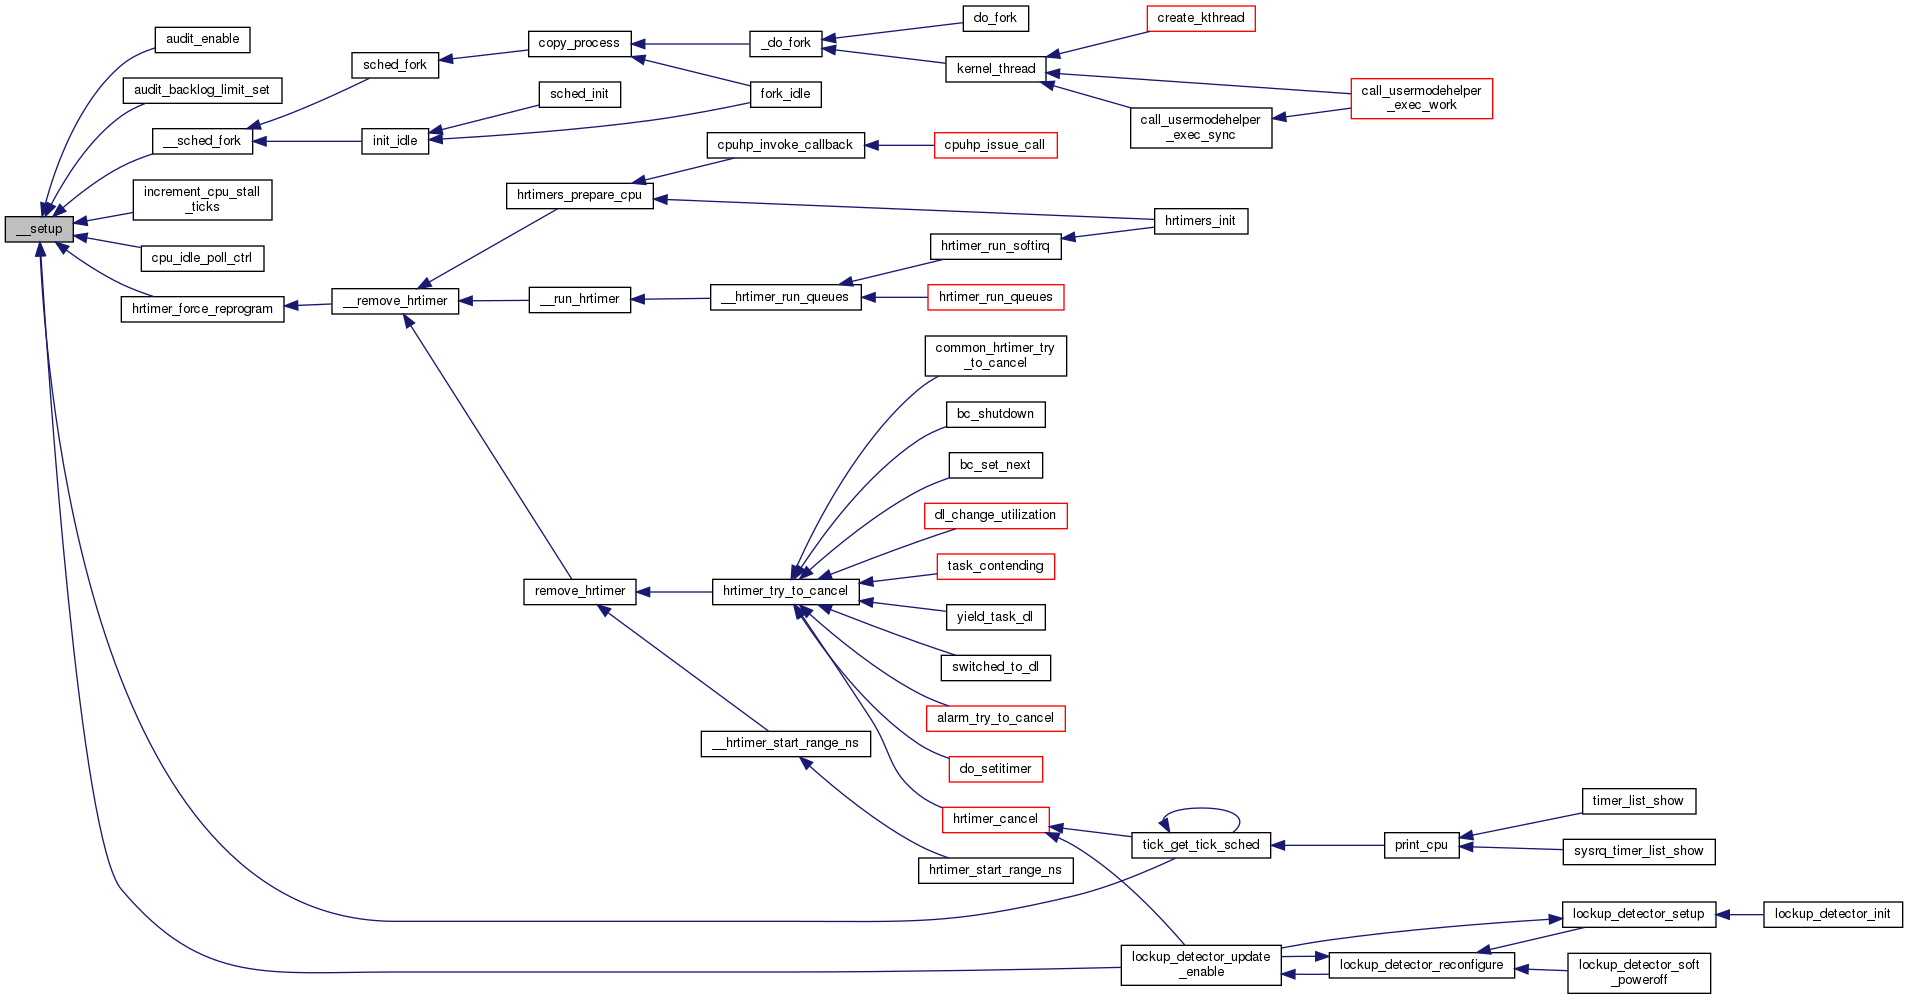 do_fork
create_kthread
audit_enable
copy_process
_do_fork
sched_fork
kernel_thread
audit_backlog_limit_set
sched_init
fork_idle
call_usermodehelper
_exec_work
call_usermodehelper
_exec_sync
__sched_fork
init_idle
cpuhp_invoke_callback
cpuhp_issue_call
increment_cpu_stall
_ticks
hrtimers_prepare_cpu
hrtimers_init
__setup
hrtimer_run_softirq
cpu_idle_poll_ctrl
hrtimer_force_reprogram
__remove_hrtimer
__run_hrtimer
__hrtimer_run_queues
hrtimer_run_queues
common_hrtimer_try
_to_cancel
bc_shutdown
bc_set_next
dl_change_utilization
task_contending
remove_hrtimer
hrtimer_try_to_cancel
yield_task_dl
switched_to_dl
alarm_try_to_cancel
__hrtimer_start_range_ns
do_setitimer
hrtimer_cancel
timer_list_show
tick_get_tick_sched
print_cpu
sysrq_timer_list_show
hrtimer_start_range_ns
lockup_detector_setup
lockup_detector_init
lockup_detector_update
_enable
lockup_detector_reconfigure
lockup_detector_soft
_poweroff